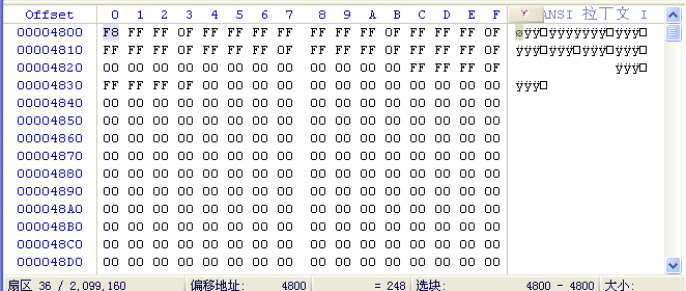 Offset 0 1 2 3 4 5 6 7 8 9 A B C D E F ANSI 拉丁文 I
00004800 F8 FF FF 0F FF FF FF FF FF FF FF 0F FF FF FF 0F øÿÿ□ÿÿÿÿÿÿÿ□ÿÿÿ□
00004810 FF FF FF 0F FF FF FF 0F FF FF FF 0F FF FF FF 0F ÿÿÿ□ÿÿÿ□ÿÿÿ□ÿÿÿ□
00004820 00 00 00 00 00 00 00 00 00 00 00 00 FF FF FF 0F ÿÿÿ□
00004830 FF FF FF 0F 00 00 00 00 00 00 00 00 00 00 00 00 ÿÿÿ□
00004840 00 00 00 00 00 00 00 00 00 00 00 00 00 00 00 00
00004850 00 00 00 00 00 00 00 00 00 00 00 00 00 00 00 00
00004860 00 00 00 00 00 00 00 00 00 00 00 00 00 00 00 00
00004870 00 00 00 00 00 00 00 00 00 00 00 00 00 00 00 00
00004880 00 00 00 00 00 00 00 00 00 00 00 00 00 00 00 00
00004890 00 00 00 00 00 00 00 00 00 00 00 00 00 00 00 00
000048A0 00 00 00 00 00 00 00 00 00 00 00 00 00 00 00 00
000048B0 00 00 00 00 00 00 00 00 00 00 00 00 00 00 00 00
000048C0 00 00 00 00 00 00 00 00 00 00 00 00 00 00 00 00
000048D0 00 00 00 00 00 00 00 00 00 00 00 00 00 00 00 00
扇区 36 / 2,099,160 偏移地址: 4800 = 248 选块: 4800 - 4800 大小: